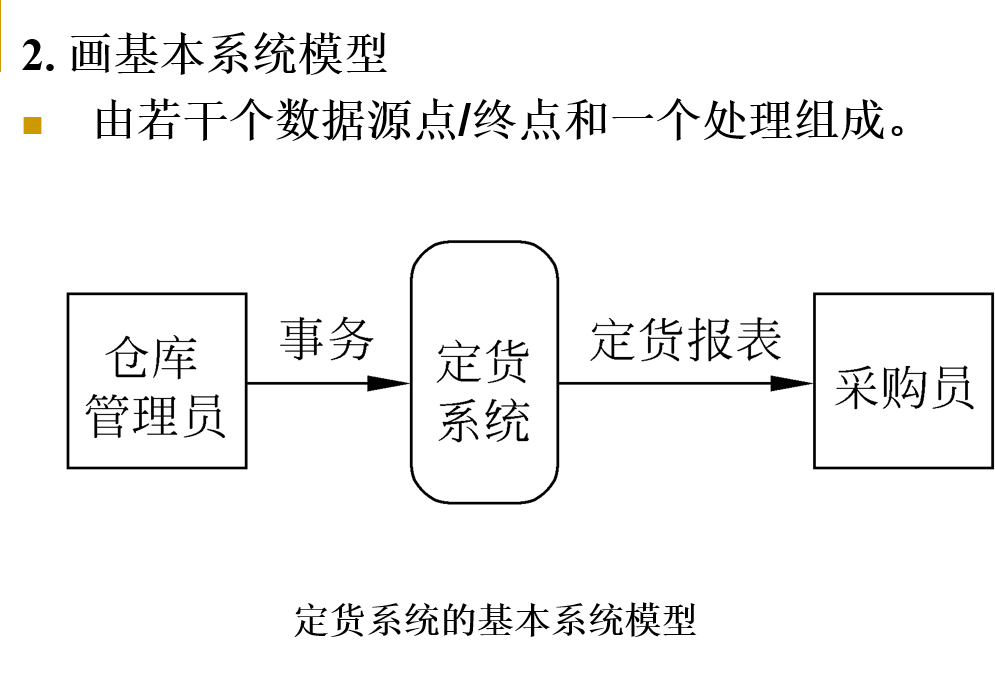 2. 画基本系统模型
由若干个数据源点/终点和一个处理组成。
仓库
管理员
事务
定货
系统
定货报表
采购员
定货系统的基本系统模型